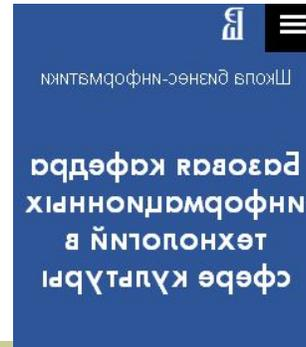 Школа бизнес-информатики
Базовая кафедра
информационных
технологий в
сфере культуры